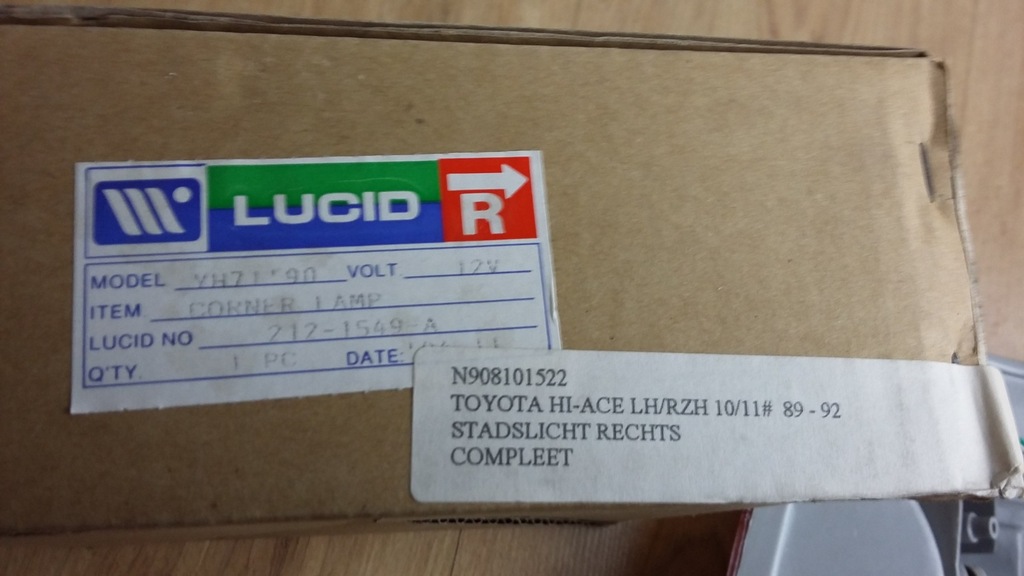 LUCID R
MODEL YH71'90 VOLT 12V
ITEM CORNER LAMP
LUCID NO 212-1549-A
Q'TY. 1 PC DATE:
N908101522
TOYOTA HI-ACE LH/RZH 10/11# 89 - 92
STADSLICHT RECHTS
COMPLEET